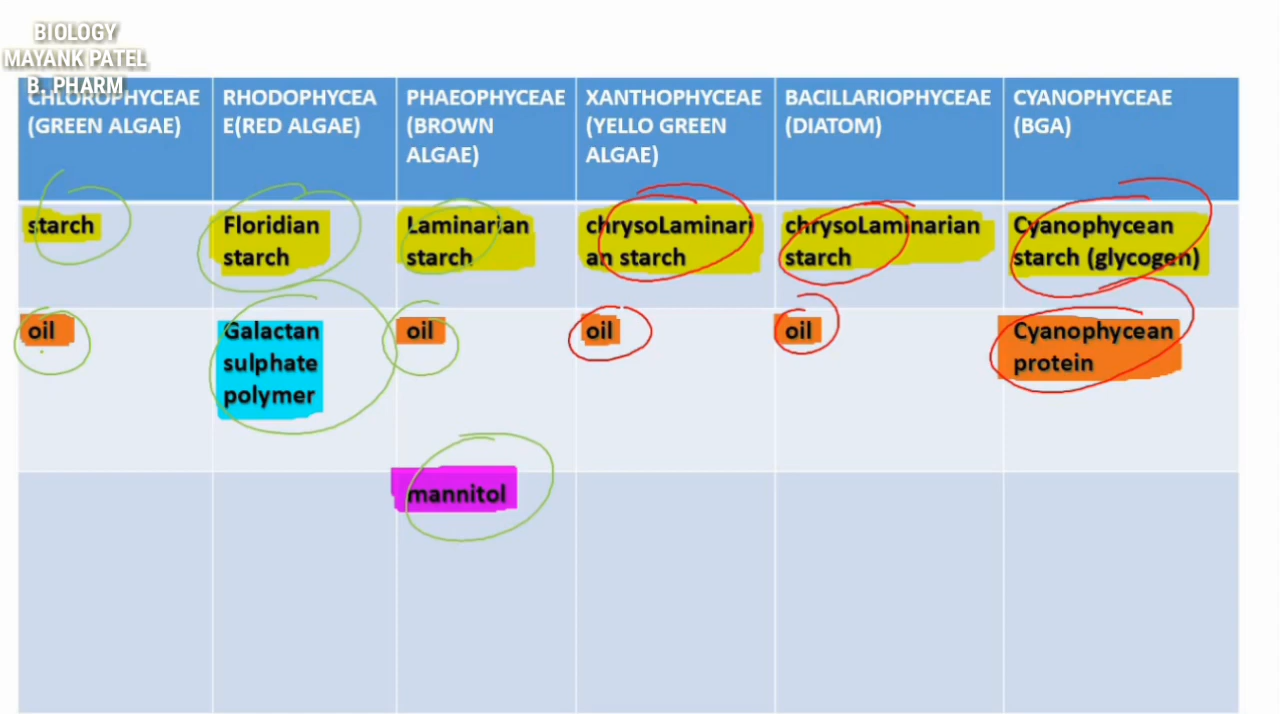 BIOLOGY
MAYANK PATEL
B. PHARM
CHLOROPHYCEAE
(GREEN ALGAE)
RHODOPHYCEA
E(RED ALGAE)
PHAEOPHYCEAE
(BROWN
ALGAE)
XANTHOPHYCEAE
(YELLO GREEN
ALGAE)
BACILLARIOPHYCEAE
(DIATOM)
CYANOPHYCEAE
(BGA)
starch
Floridian
starch
Laminarian
starch
chrysoLaminari
an starch
chrysoLaminarian
starch
Cyanophycean
starch (glycogen)
oil
Galactan
sulphate
polymer
oil
oil
oil
Cyanophycean
protein
mannitol